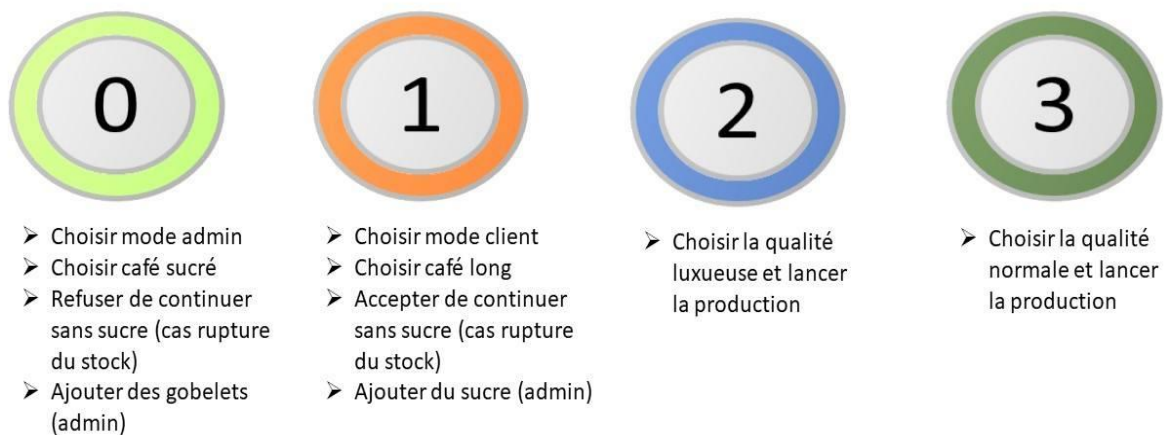 0
➢ Choisir mode admin
➢ Choisir café sucré
➢ Refuser de continuer
sans sucre (cas rupture
du stock)
➢ Ajouter des gobelets
(admin)
1
➢ Choisir mode client
➢ Choisir café long
➢ Accepter de continuer
sans sucre (cas rupture
du stock)
➢ Ajouter du sucre (admin)
2
➢ Choisir la qualité
luxueuse et lancer
la production
3
➢ Choisir la qualité
normale et lancer
la production